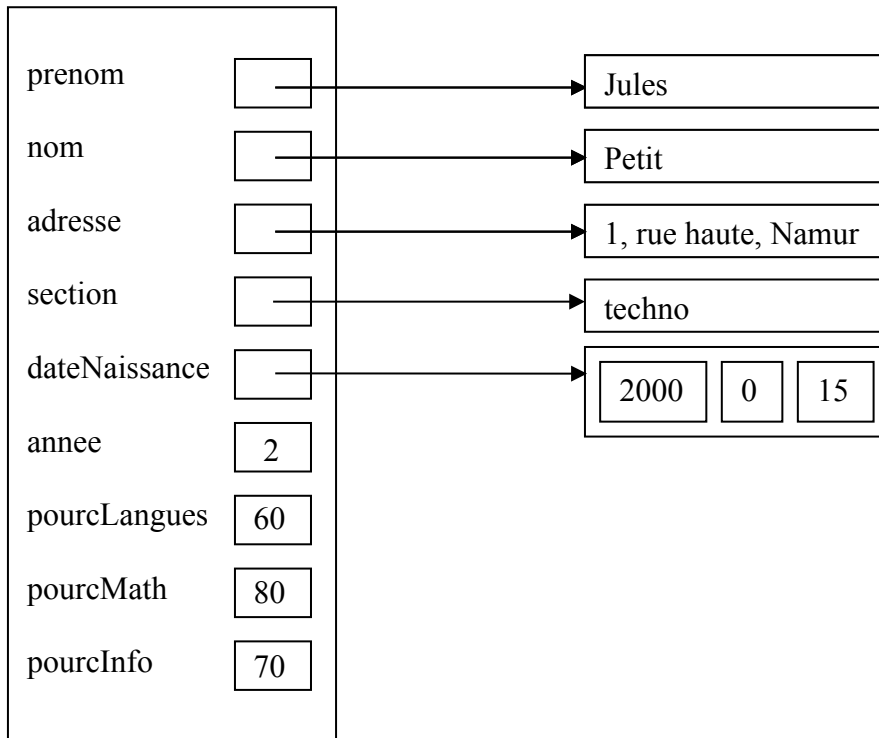 prenom Jules
nom Petit
adresse 1, rue haute, Namur
section techno
dateNaissance 2000 0 15
annee 2
pourcLangues 60
pourcMath 80
pourcInfo 70